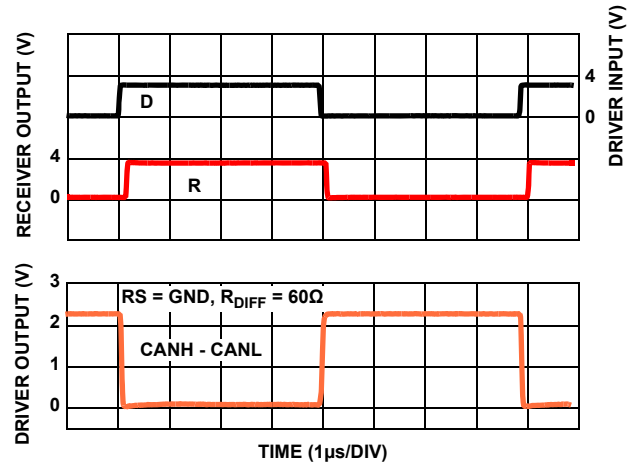 RECEIVER OUTPUT (V)
4
0
D
R
4
0
DRIVER INPUT (V)
DRIVER OUTPUT (V)
3
2
1
0
RS = GND, R_DIFF = 60Ω
CANH - CANL
TIME (1µs/DIV)